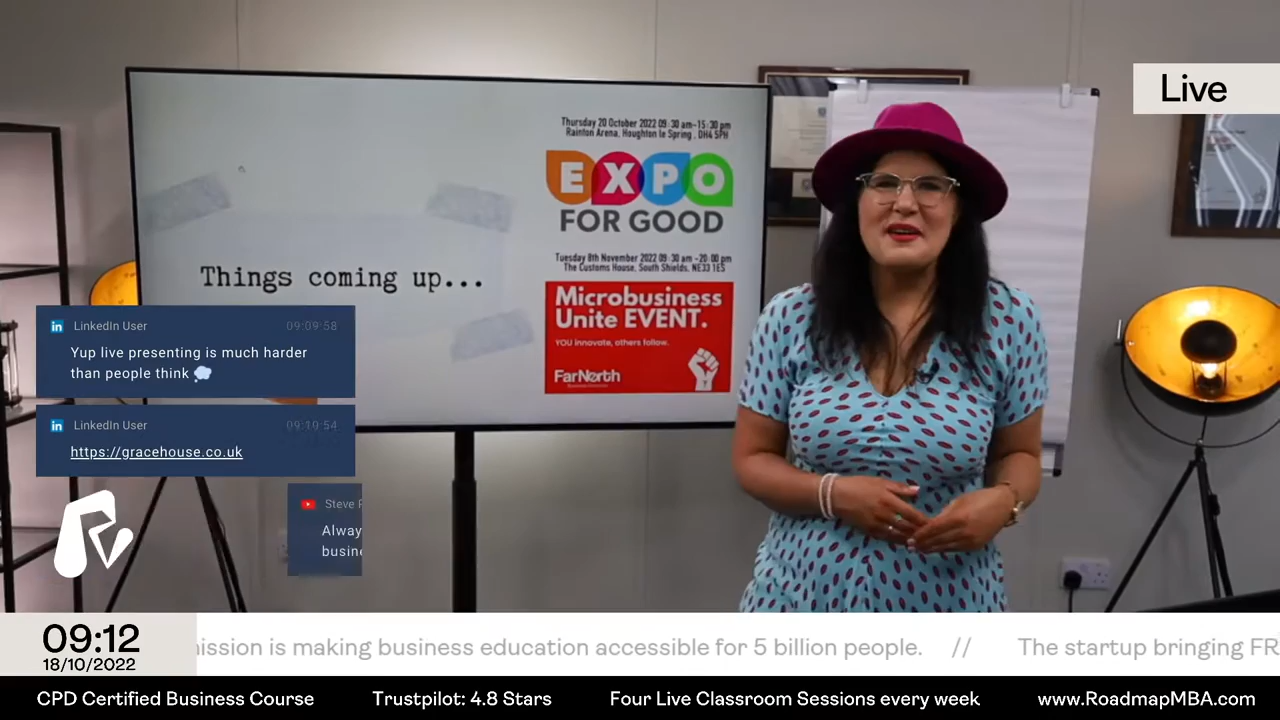 Live
Thursday 20 October 2022 09:30 am-15:30 pm
Rainton Arena, Houghton le Spring, DH4 5PH
EXPO
FOR GOOD
Tuesday 8th November 2022 09:30 am -20:00 pm
The Customs House, South Shields, NE33 1ES
Microbusiness
Unite EVENT.
YOU innovate, others follow.
FarNorth
Things coming up...
in LinkedIn User 09:09:58
Yup live presenting is much harder
than people think
in LinkedIn User 09:10:54
https://gracehouse.co.uk
Steve
Alway
busine
09:12
18/10/2022
ission is making business education accessible for 5 billion people. // The startup bringing FR
CPD Certified Business Course Trustpilot: 4.8 Stars Four Live Classroom Sessions every week www.RoadmapMBA.com